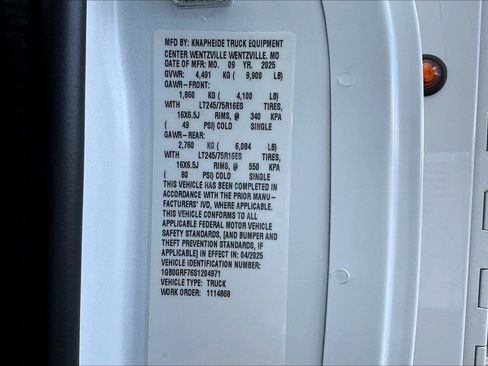 MFD BY: KNAPHEIDE TRUCK EQUIPMENT
CENTER WENTZVILLE WENTZVILLE. MO
DATE OF MFR: MO. 09 YR. 2025
GVWR: 4,491 KG ( 9,900 LB)
GAWR-FRONT:
1,860 KG ( 4,100 LB)
WITH LT245/75R16ES TIRES,
16X6.5J RIMS, @ 340 KPA
( 49 PSI) COLD SINGLE
GAWR-REAR:
2,760 KG ( 6,084 LB)
WITH LT245/75R16ES TIRES,
16X6.5J RIMS, @ 550 KPA
( 80 PSI) COLD SINGLE
THIS VEHICLE HAS BEEN COMPLETED IN
ACCORDANCE WITH THE PRIOR MANU-
FACTURERS' IVD, WHERE APPLICABLE.
THIS VEHICLE CONFORMS TO ALL
APPLICABLE FEDERAL MOTOR VEHICLE
SAFETY STANDARDS, [AND BUMPER AND
THEFT PREVENTION STANDARDS, IF
APPLICABLE] IN EFFECT IN: 04/2025
VEHICLE IDENTIFICATION NUMBER:
1GB0GRF76S1204971
VEHICLE TYPE: TRUCK
WORK ORDER: 1114868